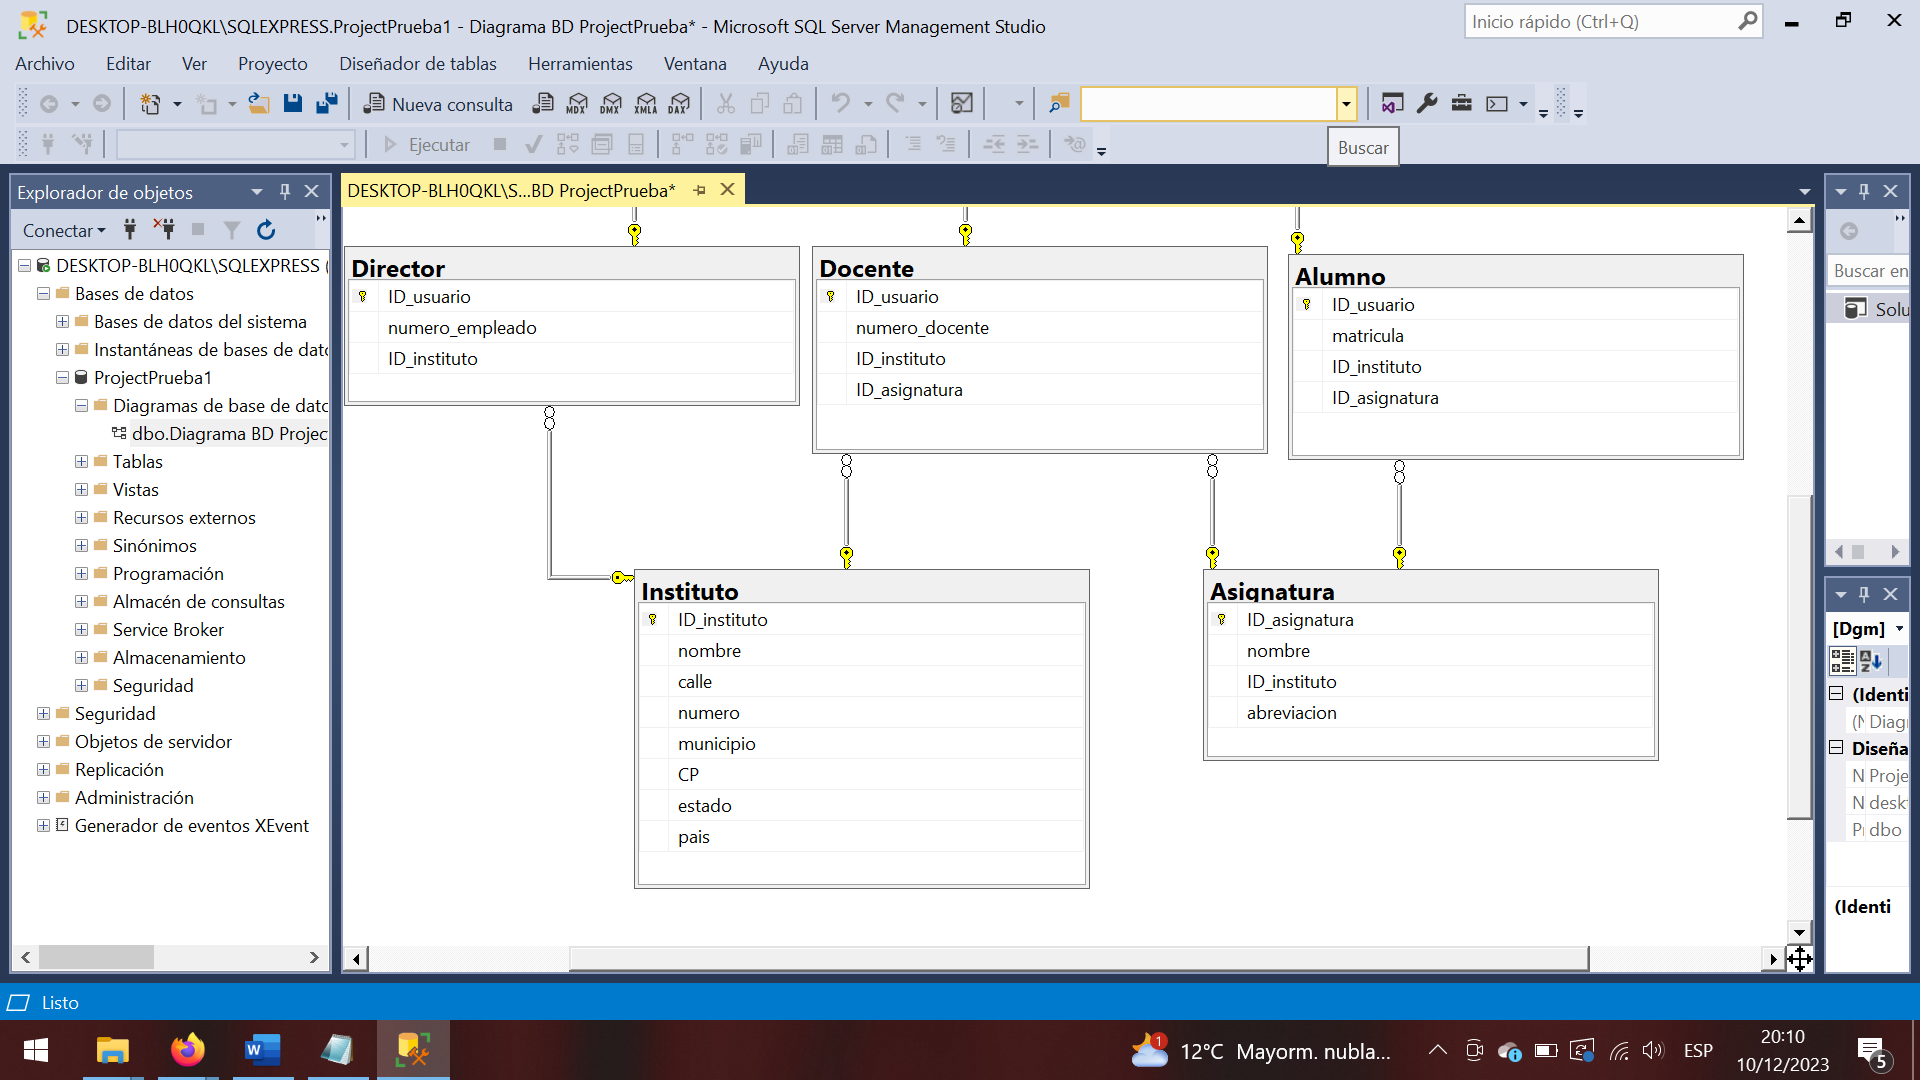 DESKTOP-BLH0QKL\SQLEXPRESS.ProjectPrueba1 - Diagrama BD ProjectPrueba* - Microsoft SQL Server Management Studio
Inicio rápido (Ctrl+Q)
Archivo Editar Ver Proyecto Diseñador de tablas Herramientas Ventana Ayuda
Nueva consulta MDX DMX XMLA DAX
Ejecutar
Buscar
Explorador de objetos
DESKTOP-BLH0QKL\S...BD ProjectPrueba*
Conectar
DESKTOP-BLH0QKL\SQLEXPRESS (
Bases de datos
Bases de datos del sistema
Instantáneas de bases de dato
ProjectPrueba1
Diagramas de base de dato
dbo.Diagrama BD Projec
Tablas
Vistas
Recursos externos
Sinónimos
Programación
Almacén de consultas
Service Broker
Almacenamiento
Seguridad
Seguridad
Objetos de servidor
Replicación
Administración
Generador de eventos XEvent
Director
ID_usuario
numero_empleado
ID_instituto
Docente
ID_usuario
numero_docente
ID_instituto
ID_asignatura
Alumno
ID_usuario
matricula
ID_instituto
ID_asignatura
Instituto
ID_instituto
nombre
calle
numero
municipio
CP
estado
pais
Asignatura
ID_asignatura
nombre
ID_instituto
abreviacion
Buscar en
Solu
[Dgm]
(Identi
(N Diag
Diseña
N Proje
N desk
P dbo
(Identi
Listo
1
12°C Mayorm. nubla...
ESP
20:10
10/12/2023
5